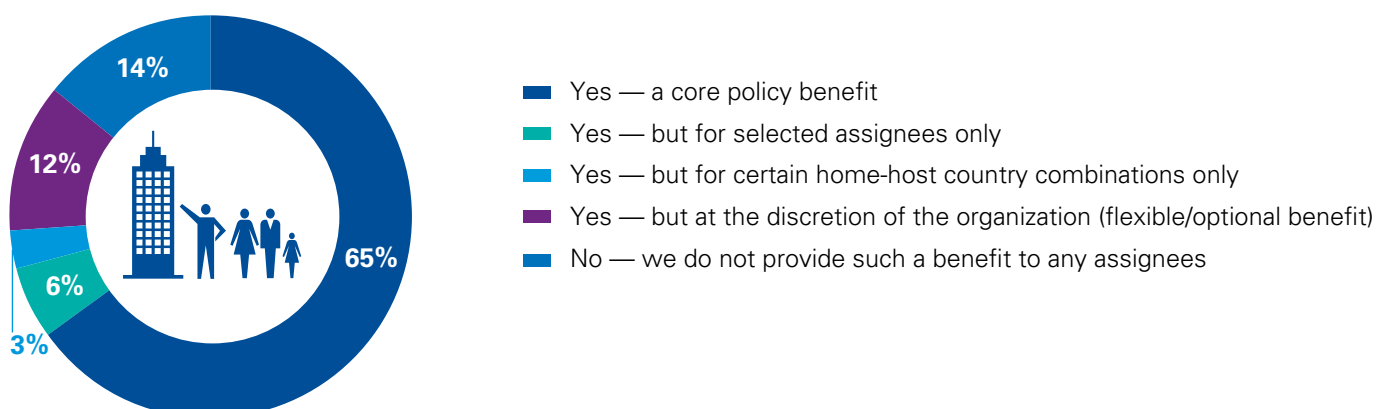 14%
12%
65%
6%
3%
Yes — a core policy benefit
Yes — but for selected assignees only
Yes — but for certain home-host country combinations only
Yes — but at the discretion of the organization (flexible/optional benefit)
No — we do not provide such a benefit to any assignees